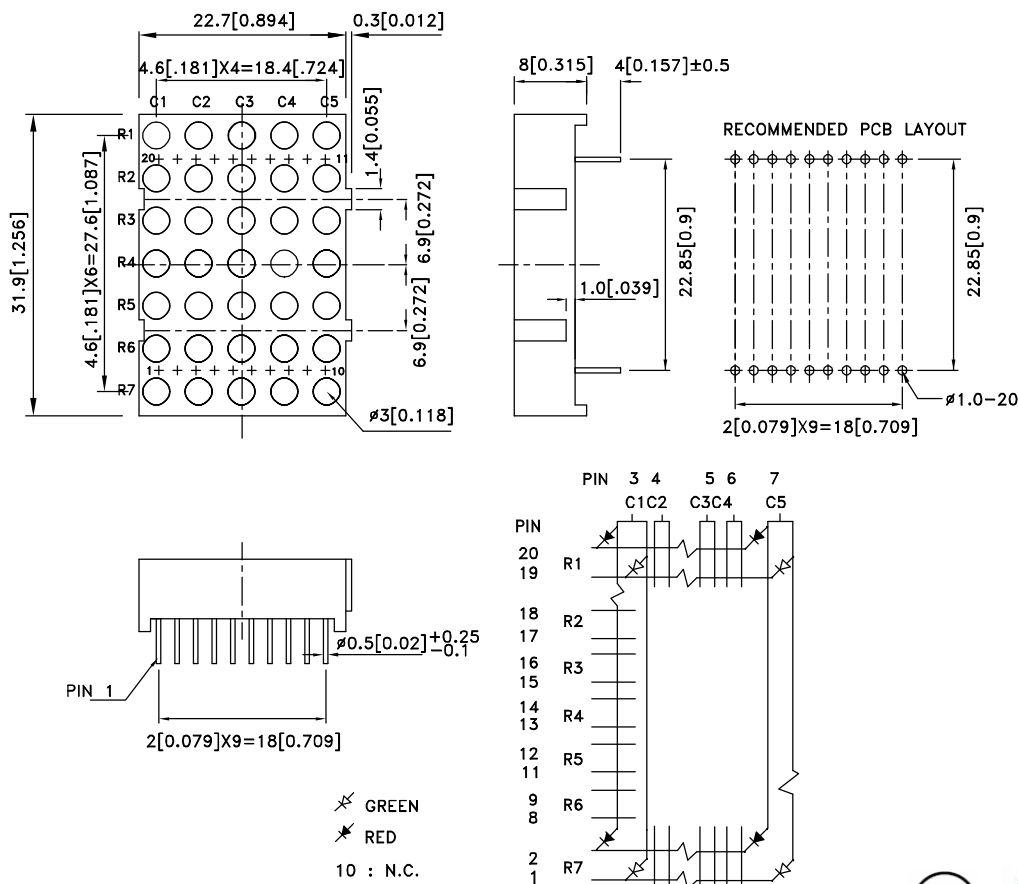 22.7[0.894]
0.3[0.012]
4.6[.181]X4=18.4[.724]
C1 C2 C3 C4 C5
R1
20 11
R2
R3
R4
R5
R6
1 10
R7
31.9[1.256]
4.6[.181]X6=27.6[1.087]
1.4[0.055]
6.9[0.272]
6.9[0.272]
ø3[0.118]
8[0.315]
4[0.157]±0.5
1.0[.039]
22.85[0.9]
RECOMMENDED PCB LAYOUT
22.85[0.9]
ø1.0-20
2[0.079]X9=18[0.709]
ø0.5[0.02]+0.25
-0.1
PIN 1
2[0.079]X9=18[0.709]
GREEN
RED
10 : N.C.
PIN 3 4 5 6 7
C1C2 C3C4 C5
PIN
20
R1
19
18
R2
17
16
R3
15
14
R4
13
12
R5
11
9
R6
8
2
R7
1